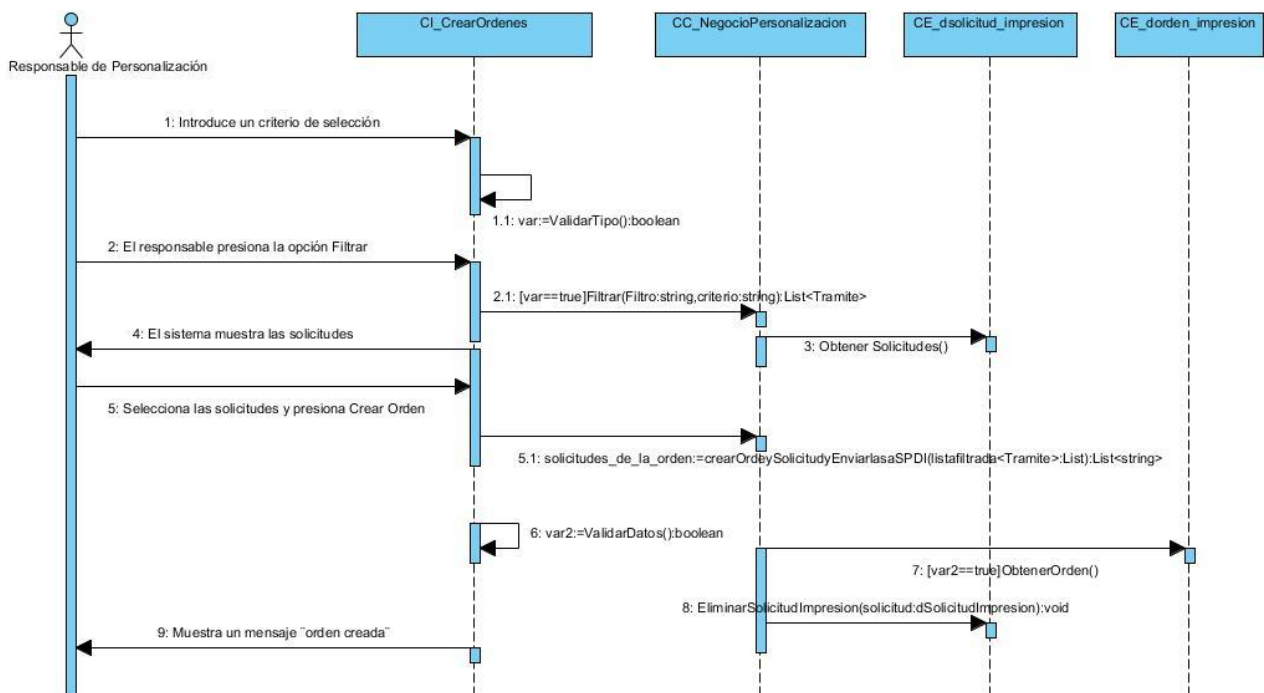 CI_CrearOrdenes
CC_NegocioPersonalizacion
CE_dsolicitud_impresion
CE_dorden_impresion
Responsable de Personalización
1: Introduce un criterio de selección
1.1: var:=ValidarTipo():boolean
2: El responsable presiona la opción Filtrar
2.1: [var==true]Filtrar(Filtro:string,criterio:string):List<Tramite>
4: El sistema muestra las solicitudes
3: Obtener Solicitudes()
5: Selecciona las solicitudes y presiona Crear Orden
5.1: solicitudes_de_la_orden:=crearOrdeySolicitudyEnviarlasaSPDI(listafiltrada<Tramite>:List):List<string>
6: var2:=ValidarDatos():boolean
7: [var2==true]ObtenerOrden()
8: EliminarSolicitudImpresion(solicitud:dSolicitudImpresion):void
9: Muestra un mensaje ¨orden creada¨